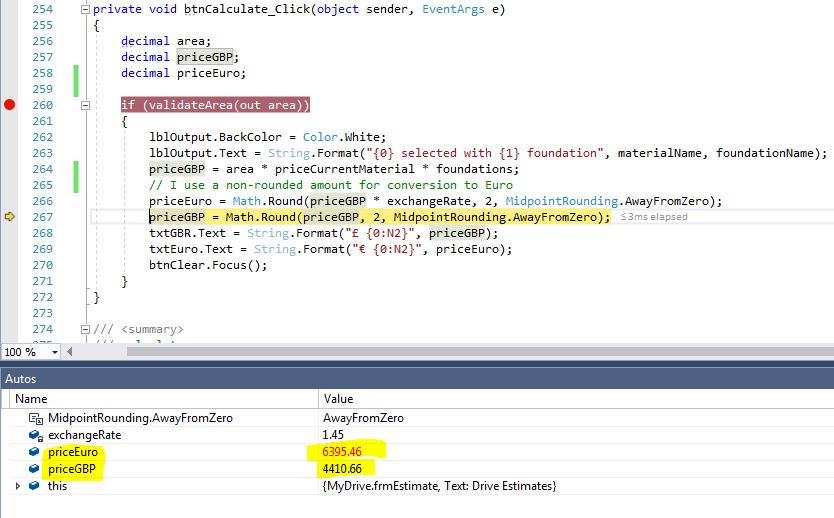 254 private void btnCalculate_Click(object sender, EventArgs e)
255 {
256 decimal area;
257 decimal priceGBP;
258 decimal priceEuro;
259
260 if (validateArea(out area))
261 {
262 lblOutput.BackColor = Color.White;
263 lblOutput.Text = String.Format("{0} selected with {1} foundation", materialName, foundationName);
264 priceGBP = area * priceCurrentMaterial * foundations;
265 // I use a non-rounded amount for conversion to Euro
266 priceEuro = Math.Round(priceGBP * exchangeRate, 2, MidpointRounding.AwayFromZero);
267 priceGBP = Math.Round(priceGBP, 2, MidpointRounding.AwayFromZero); ≤3ms elapsed
268 txtGBR.Text = String.Format("£ {0:N2}", priceGBP);
269 txtEuro.Text = String.Format("€ {0:N2}", priceEuro);
270 btnClear.Focus();
271 }
272 }
273
274 /// <summary>
100 %
Autos
Name Value
MidpointRounding.AwayFromZero AwayFromZero
exchangeRate 1.45
priceEuro 6395.46
priceGBP 4410.66
this {MyDrive.frmEstimate, Text: Drive Estimates}